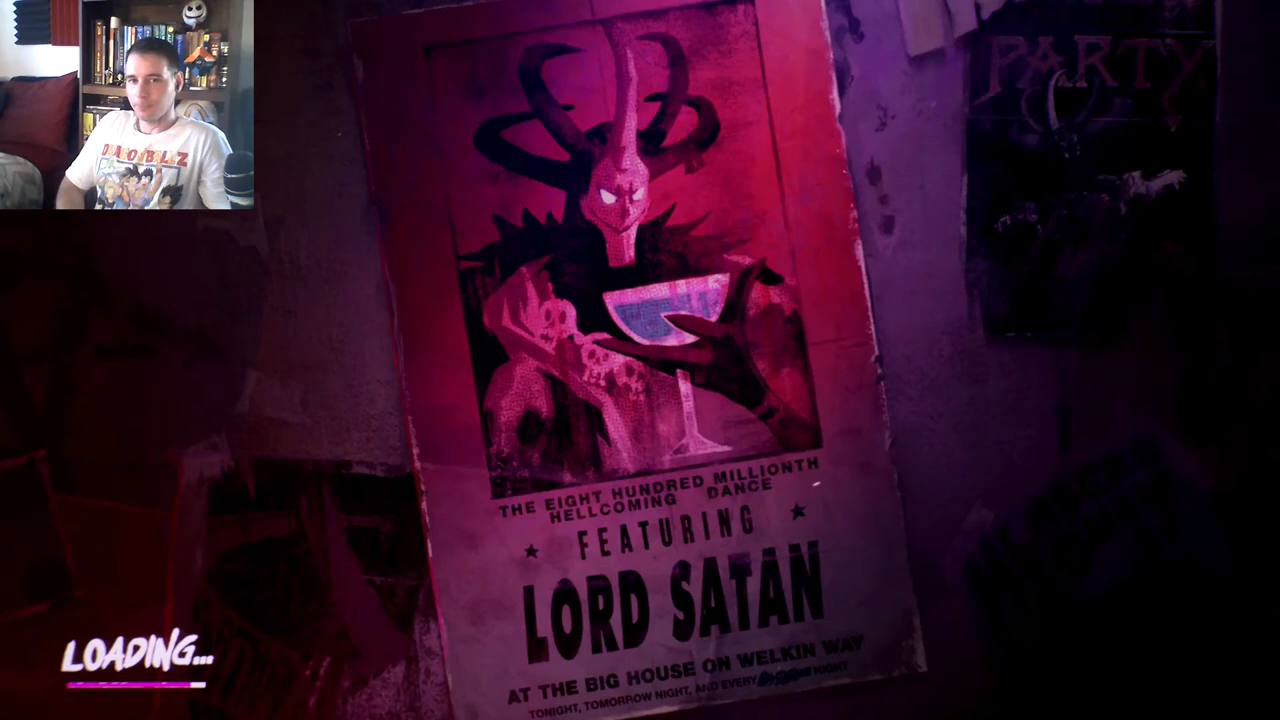 DRAGONBALL Z
PARTY
THE EIGHT HUNDRED MILLIONTH
HELLCOMING DANCE
FEATURING
LORD SATAN
AT THE BIG HOUSE ON WELKIN WAY
TONIGHT, TOMORROW NIGHT, AND EVERY NIGHT
LOADING...